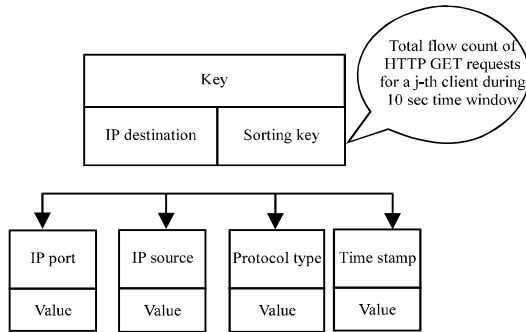 Total flow count of
HTTP GET requests
for a j-th client during
10 sec time window
Key
IP destination
Sorting key
IP port
IP source
Protocol type
Time stamp
Value
Value
Value
Value